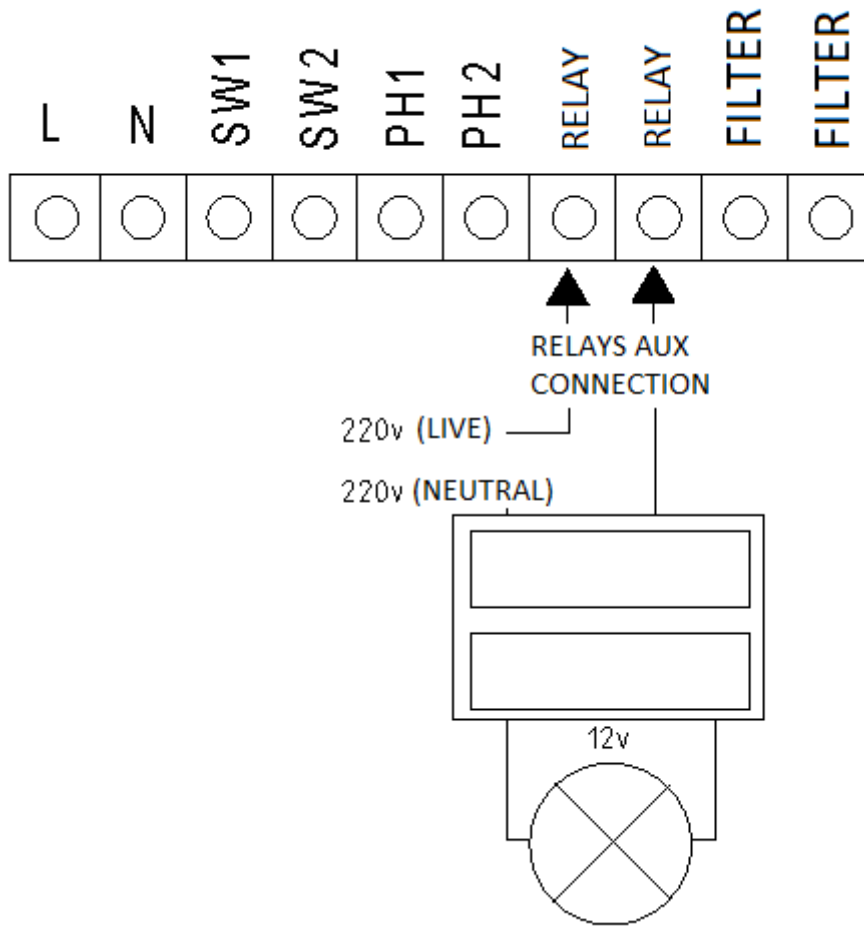 L N SW1 SW2 PH1 PH2 RELAY RELAY FILTER FILTER
RELAYS AUX
CONNECTION
220v (LIVE)
220v (NEUTRAL)
12v